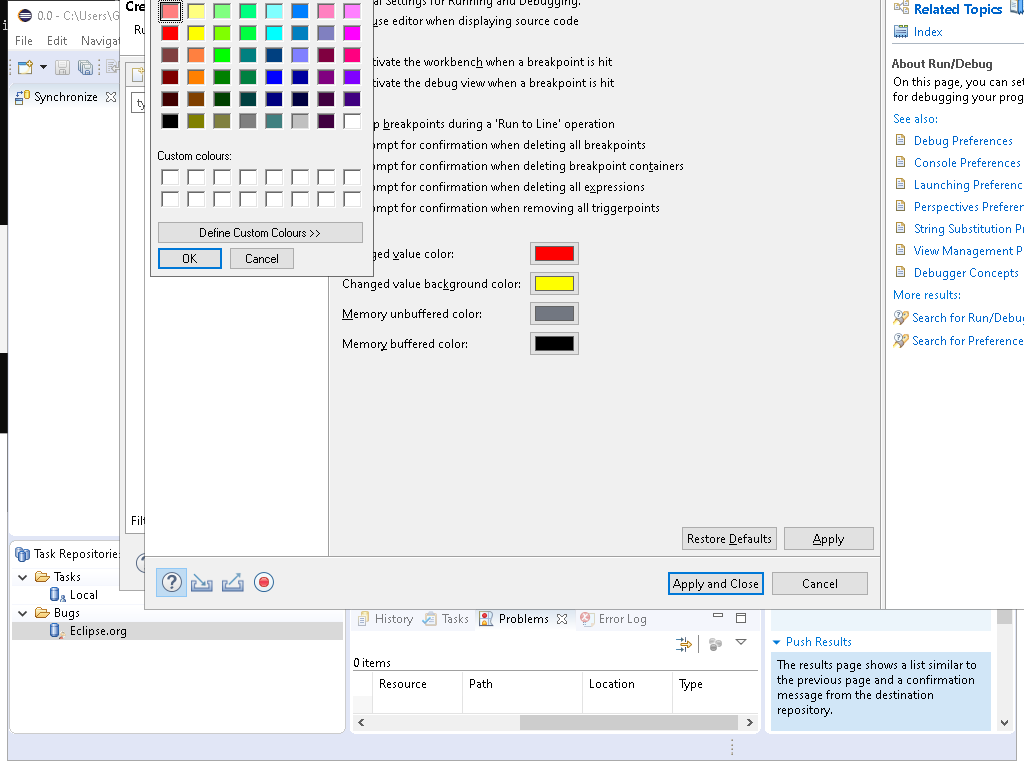 0.0 - C:\Users\G
File Edit Naviga
Synchronize
Cre
Ru
ty
Filt
al Settings for Running and Debugging.
use editor when displaying source code
tivate the workbench when a breakpoint is hit
tivate the debug view when a breakpoint is hit
p breakpoints during a 'Run to Line' operation
ompt for confirmation when deleting all breakpoints
ompt for confirmation when deleting breakpoint containers
ompt for confirmation when deleting all expressions
ompt for confirmation when removing all triggerpoints
Custom colours:
Define Custom Colours >>
OK Cancel
ged value color:
Changed value background color:
Memory unbuffered color:
Memory buffered color:
Restore Defaults Apply
Apply and Close Cancel
Related Topics
Index
About Run/Debug
On this page, you can set
for debugging your prog
See also:
Debug Preferences
Console Preferences
Launching Preferenc
Perspectives Preferen
String Substitution Pr
View Management P
Debugger Concepts
More results:
Search for Run/Debug
Search for Preference
Task Repositorie
Tasks
Local
Bugs
Eclipse.org
History Tasks Problems Error Log
0 items
Resource Path Location Type
Push Results
The results page shows a list similar to
the previous page and a confirmation
message from the destination
repository.